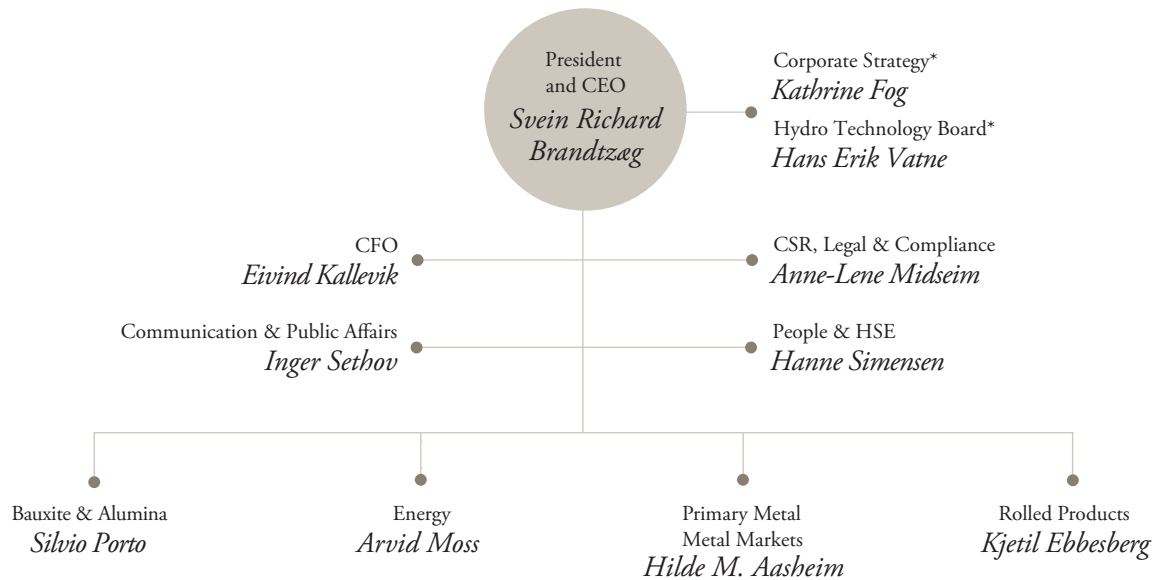 President
and CEO
Svein Richard
Brandtzæg
Corporate Strategy*
Kathrine Fog
Hydro Technology Board*
Hans Erik Vatne
CFO
Eivind Kallevik
CSR, Legal & Compliance
Anne-Lene Midseim
Communication & Public Affairs
Inger Sethov
People & HSE
Hanne Simensen
Bauxite & Alumina
Silvio Porto
Energy
Arvid Moss
Primary Metal
Metal Markets
Hilde M. Aasheim
Rolled Products
Kjetil Ebbesberg